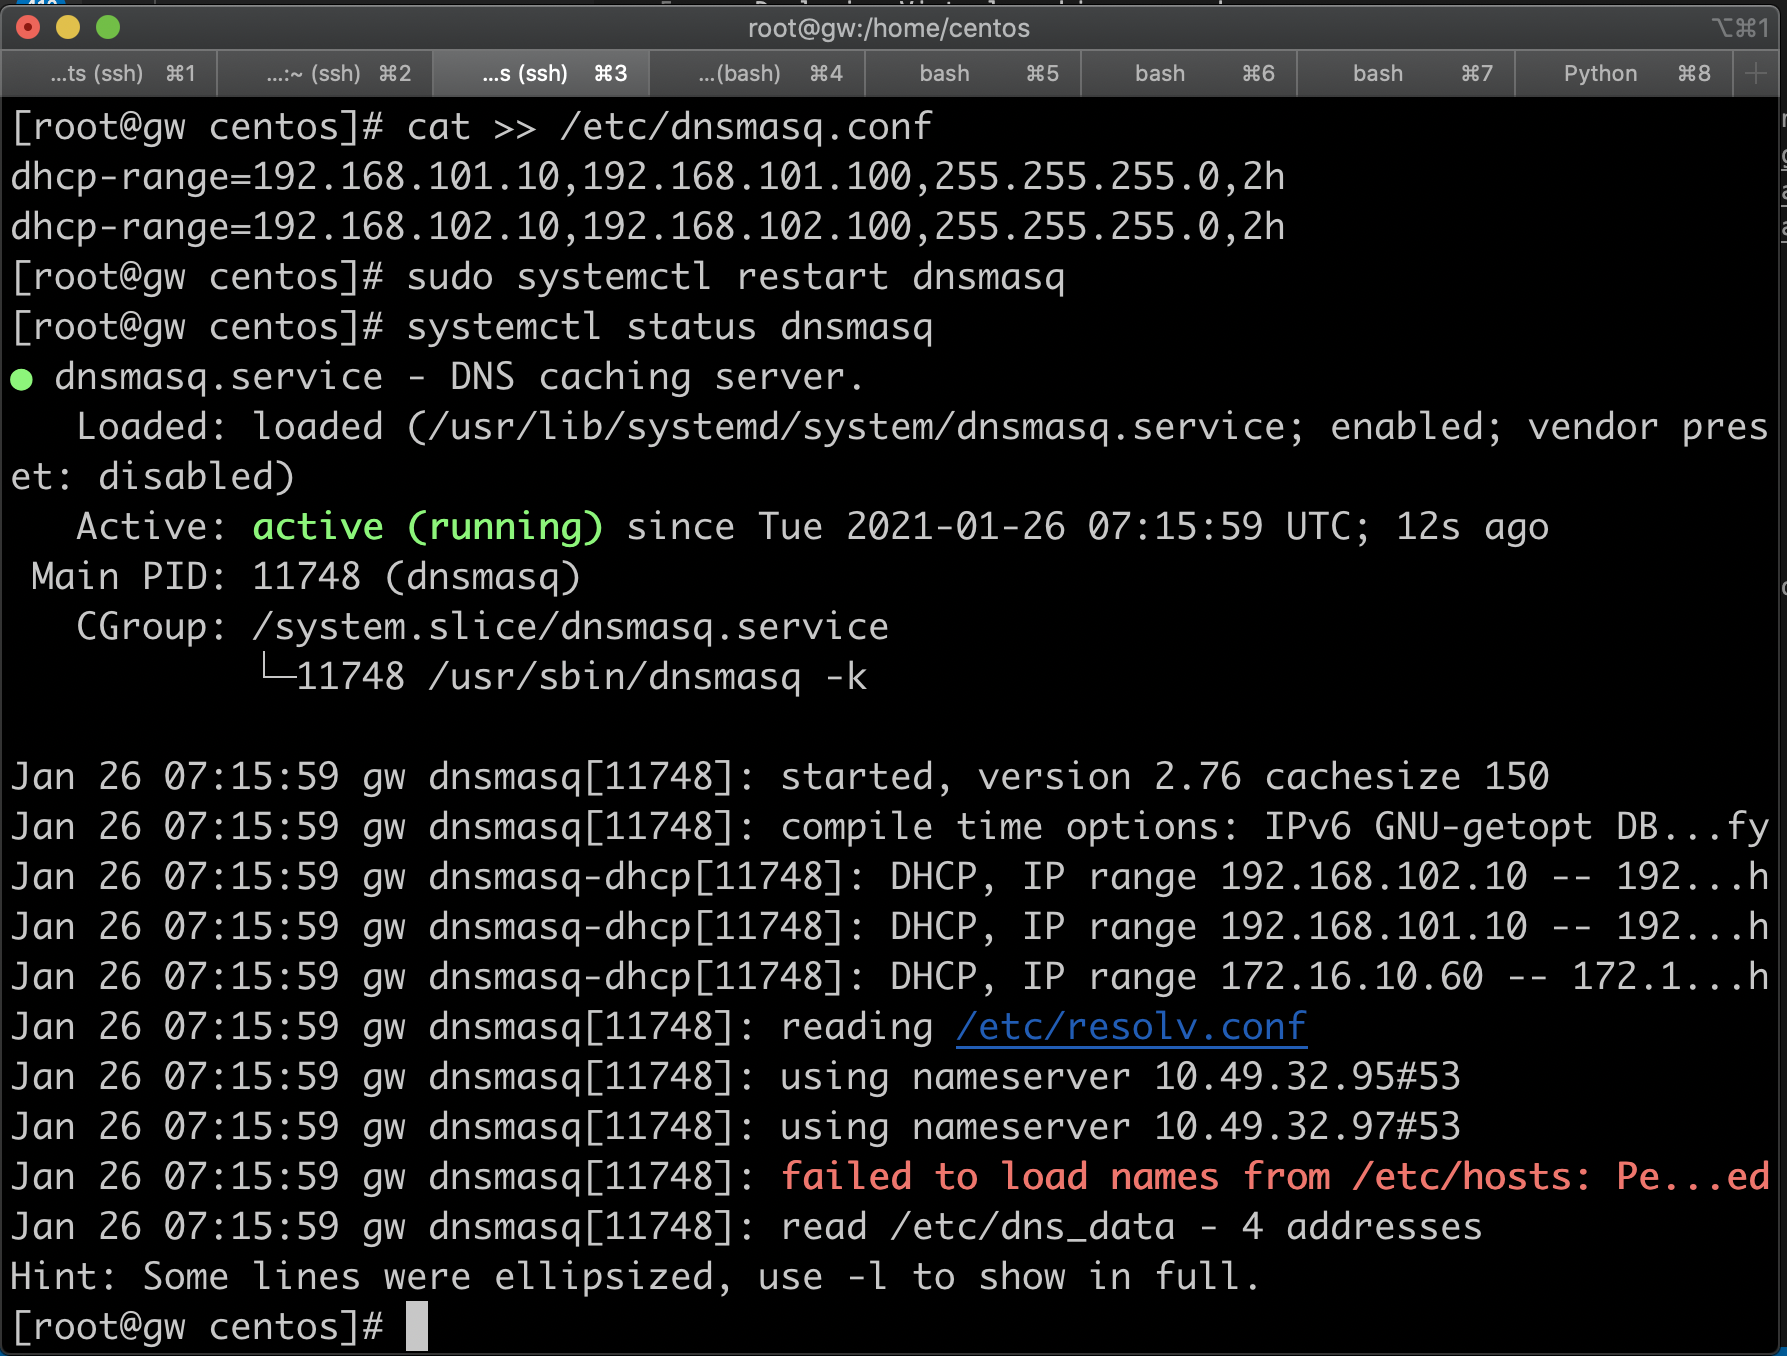 root@gw:/home/centos ⌥⌘1
...ts (ssh) ⌘1 ...:~ (ssh) ⌘2 ...s (ssh) ⌘3 ...(bash) ⌘4 bash ⌘5 bash ⌘6 bash ⌘7 Python ⌘8
[root@gw centos]# cat >> /etc/dnsmasq.conf
dhcp-range=192.168.101.10,192.168.101.100,255.255.255.0,2h
dhcp-range=192.168.102.10,192.168.102.100,255.255.255.0,2h
[root@gw centos]# sudo systemctl restart dnsmasq
[root@gw centos]# systemctl status dnsmasq
● dnsmasq.service - DNS caching server.
   Loaded: loaded (/usr/lib/systemd/system/dnsmasq.service; enabled; vendor pres
et: disabled)
   Active: active (running) since Tue 2021-01-26 07:15:59 UTC; 12s ago
 Main PID: 11748 (dnsmasq)
   CGroup: /system.slice/dnsmasq.service
           └─11748 /usr/sbin/dnsmasq -k
Jan 26 07:15:59 gw dnsmasq[11748]: started, version 2.76 cachesize 150
Jan 26 07:15:59 gw dnsmasq[11748]: compile time options: IPv6 GNU-getopt DB...fy
Jan 26 07:15:59 gw dnsmasq-dhcp[11748]: DHCP, IP range 192.168.102.10 -- 192...h
Jan 26 07:15:59 gw dnsmasq-dhcp[11748]: DHCP, IP range 192.168.101.10 -- 192...h
Jan 26 07:15:59 gw dnsmasq-dhcp[11748]: DHCP, IP range 172.16.10.60 -- 172.1...h
Jan 26 07:15:59 gw dnsmasq[11748]: reading /etc/resolv.conf
Jan 26 07:15:59 gw dnsmasq[11748]: using nameserver 10.49.32.95#53
Jan 26 07:15:59 gw dnsmasq[11748]: using nameserver 10.49.32.97#53
Jan 26 07:15:59 gw dnsmasq[11748]: failed to load names from /etc/hosts: Pe...ed
Jan 26 07:15:59 gw dnsmasq[11748]: read /etc/dns_data - 4 addresses
Hint: Some lines were ellipsized, use -l to show in full.
[root@gw centos]#